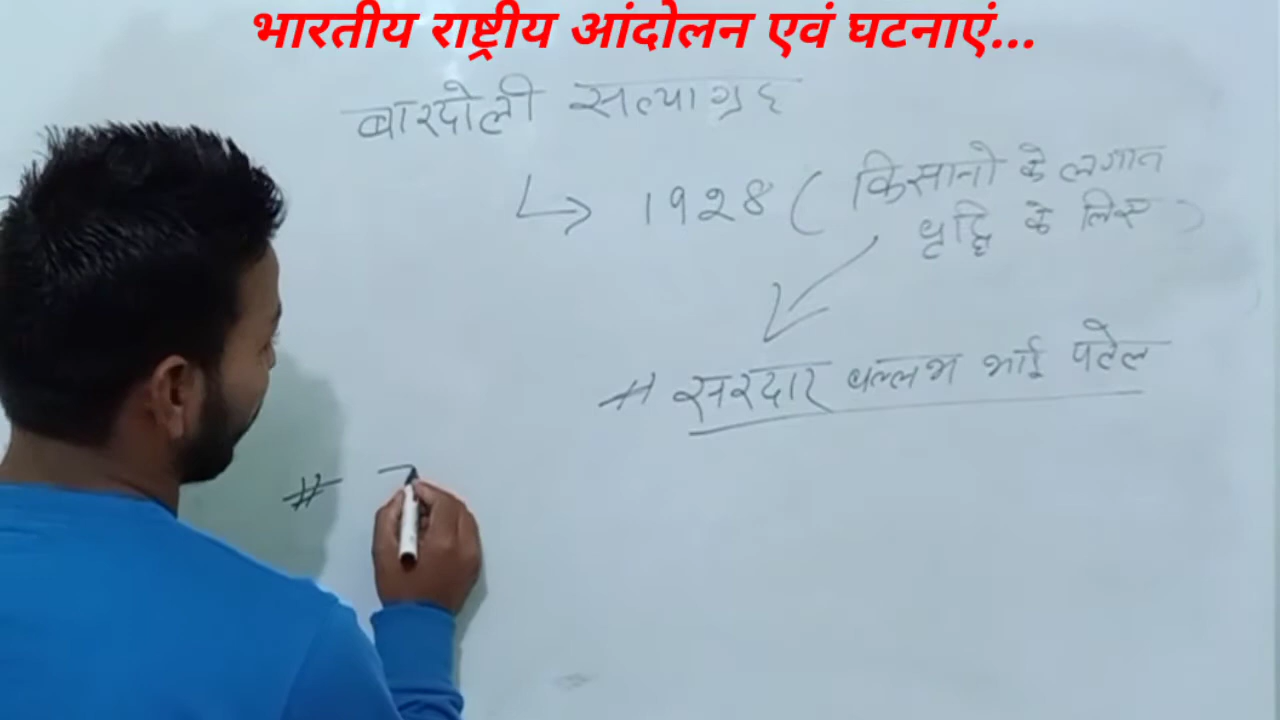 भारतीय राष्ट्रीय आंदोलन एवं घटनाएं...
बारदोली सत्याग्रह
→ 1928 ( किसानो के लगान
वृद्धि के लिए )
# सरदार वल्लभ भाई पटेल
#